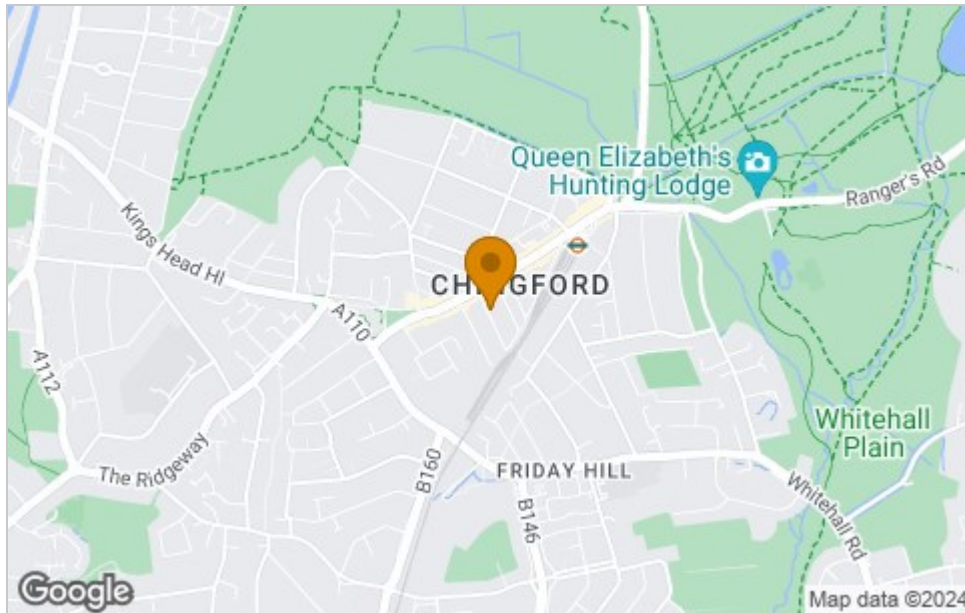 Queen Elizabeth's
Hunting Lodge
Ranger's Rd
Kings Head Hl
CHINGFORD
A110
A112
Whitehall
Plain
The Ridgeway
FRIDAY HILL
B160
B146
Whitehall Rd
Google
Map data ©2024